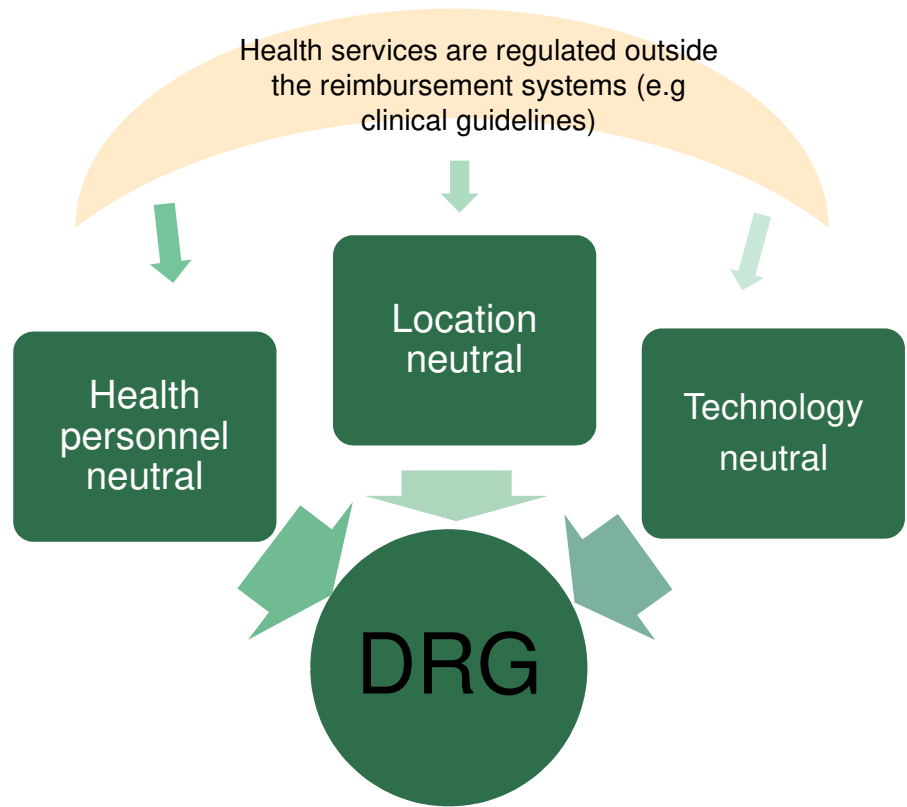 Health services are regulated outside
the reimbursement systems (e.g
clinical guidelines)
Health
personnel
neutral
Location
neutral
Technology
neutral
DRG